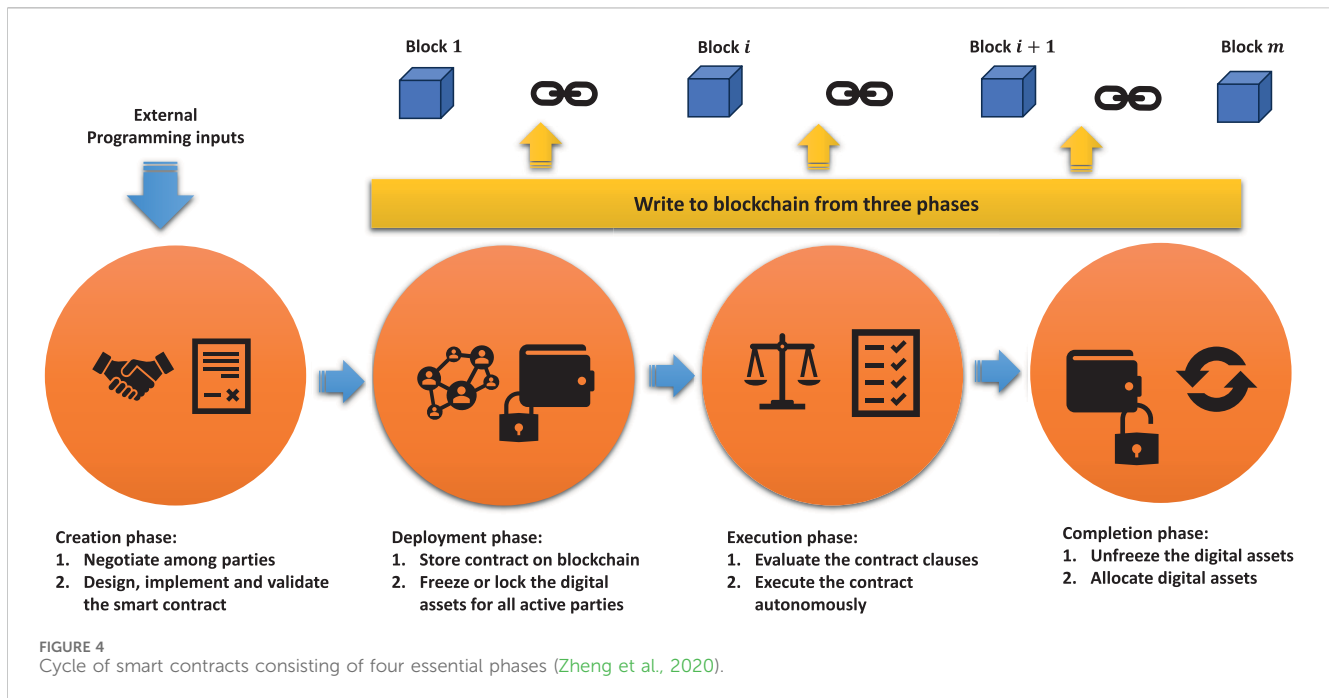 Block 1
Block i
Block i + 1
Block m
External
Programming inputs
Write to blockchain from three phases
Creation phase:
1. Negotiate among parties
2. Design, implement and validate
the smart contract
Deployment phase:
1. Store contract on blockchain
2. Freeze or lock the digital
assets for all active parties
Execution phase:
1. Evaluate the contract clauses
2. Execute the contract
autonomously
Completion phase:
1. Unfreeze the digital assets
2. Allocate digital assets
FIGURE 4
Cycle of smart contracts consisting of four essential phases (Zheng et al., 2020).